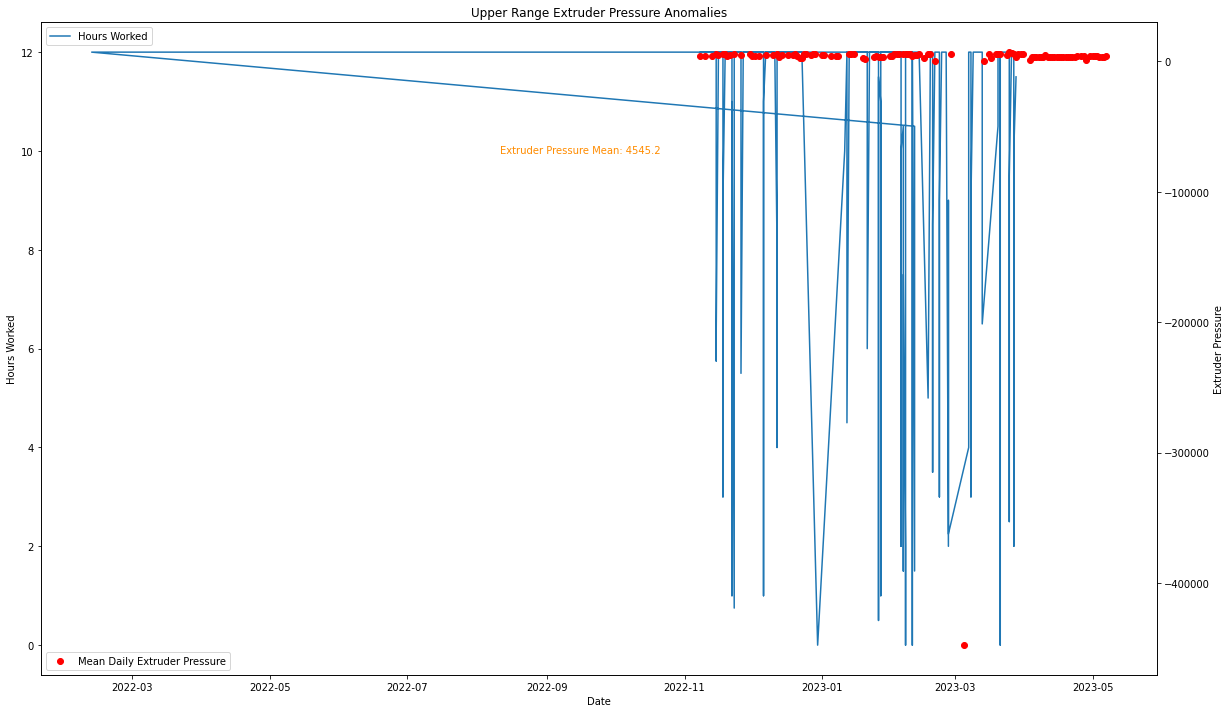 Upper Range Extruder Pressure Anomalies
Hours Worked
12
10
8
6
4
2
0
Hours Worked
Extruder Pressure Mean: 4545.2
0
−100000
−200000
−300000
−400000
Extruder Pressure
Mean Daily Extruder Pressure
2022-03
2022-05
2022-07
2022-09
2022-11
2023-01
2023-03
2023-05
Date